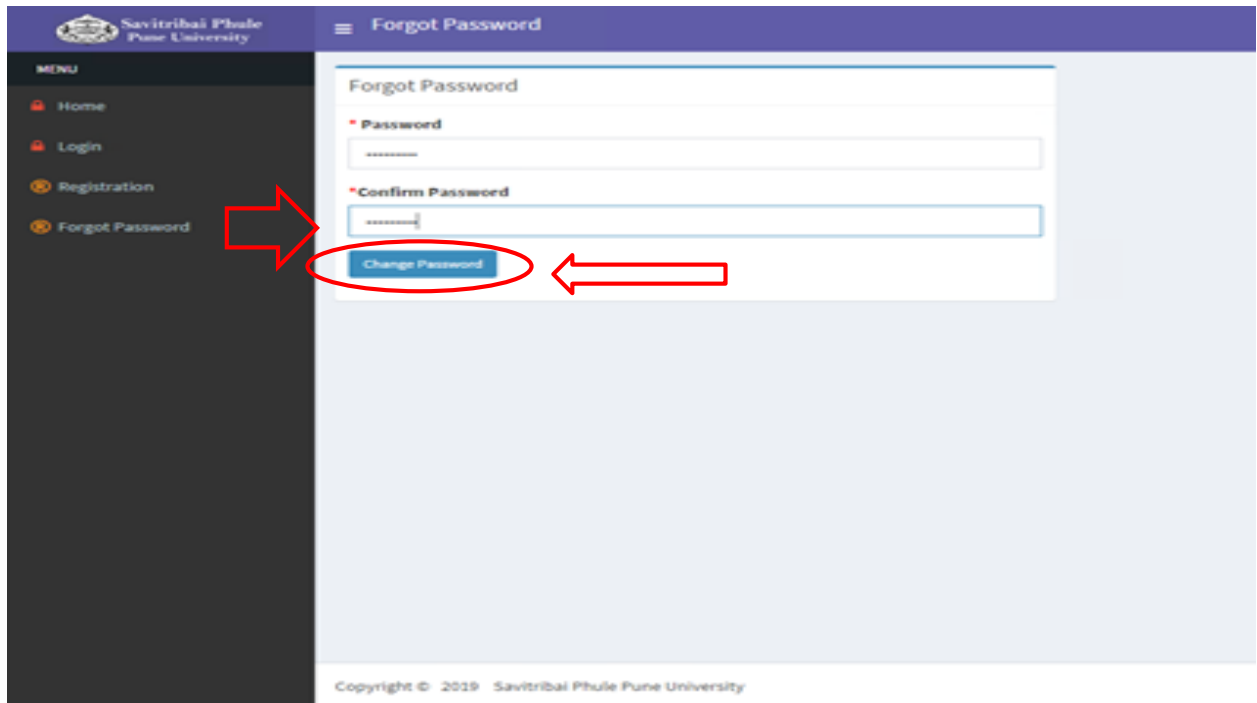 Savitribai Phule
Pune University
Forgot Password
MENU
Home
Login
Registration
Forgot Password
Forgot Password
* Password
*Confirm Password
Change Password
Copyright © 2019 Savitribai Phule Pune University